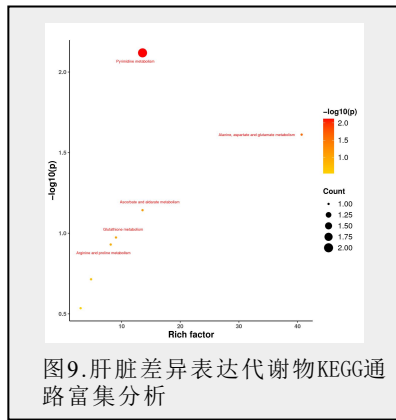 2.0
Pyrimidine metabolism
Alanine, aspartate and glutamate metabolism
1.5
Ascorbate and aldarate metabolism
Glutathione metabolism
1.0
Arginine and proline metabolism
0.5
10
20
30
40
-log10(p)
Rich factor
-log10(p)
2.0
1.5
1.0
Count
1.00
1.25
1.50
1.75
2.00
图9.肝脏差异表达代谢物KEGG通
路富集分析